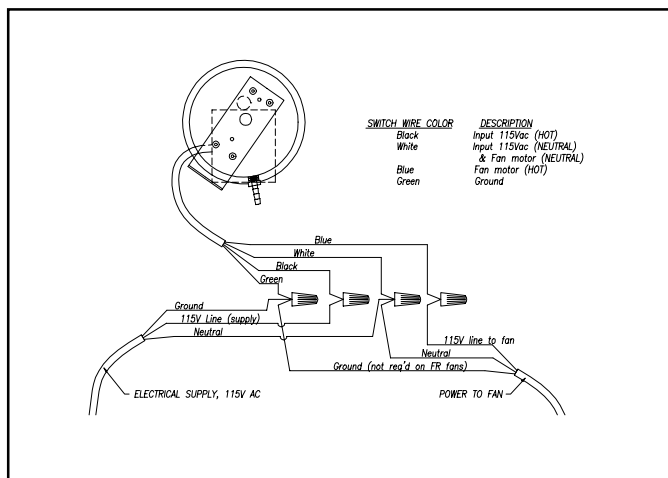 SWITCH WIRE COLOR DESCRIPTION
Black Input 115Vac (HOT)
White Input 115Vac (NEUTRAL)
& Fan motor (NEUTRAL)
Blue Fan motor (HOT)
Green Ground
Blue
White
Black
Green
Ground
115V Line (supply)
Neutral
115V line to fan
Neutral
Ground (not req'd on FR fans)
ELECTRICAL SUPPLY, 115V AC
POWER TO FAN